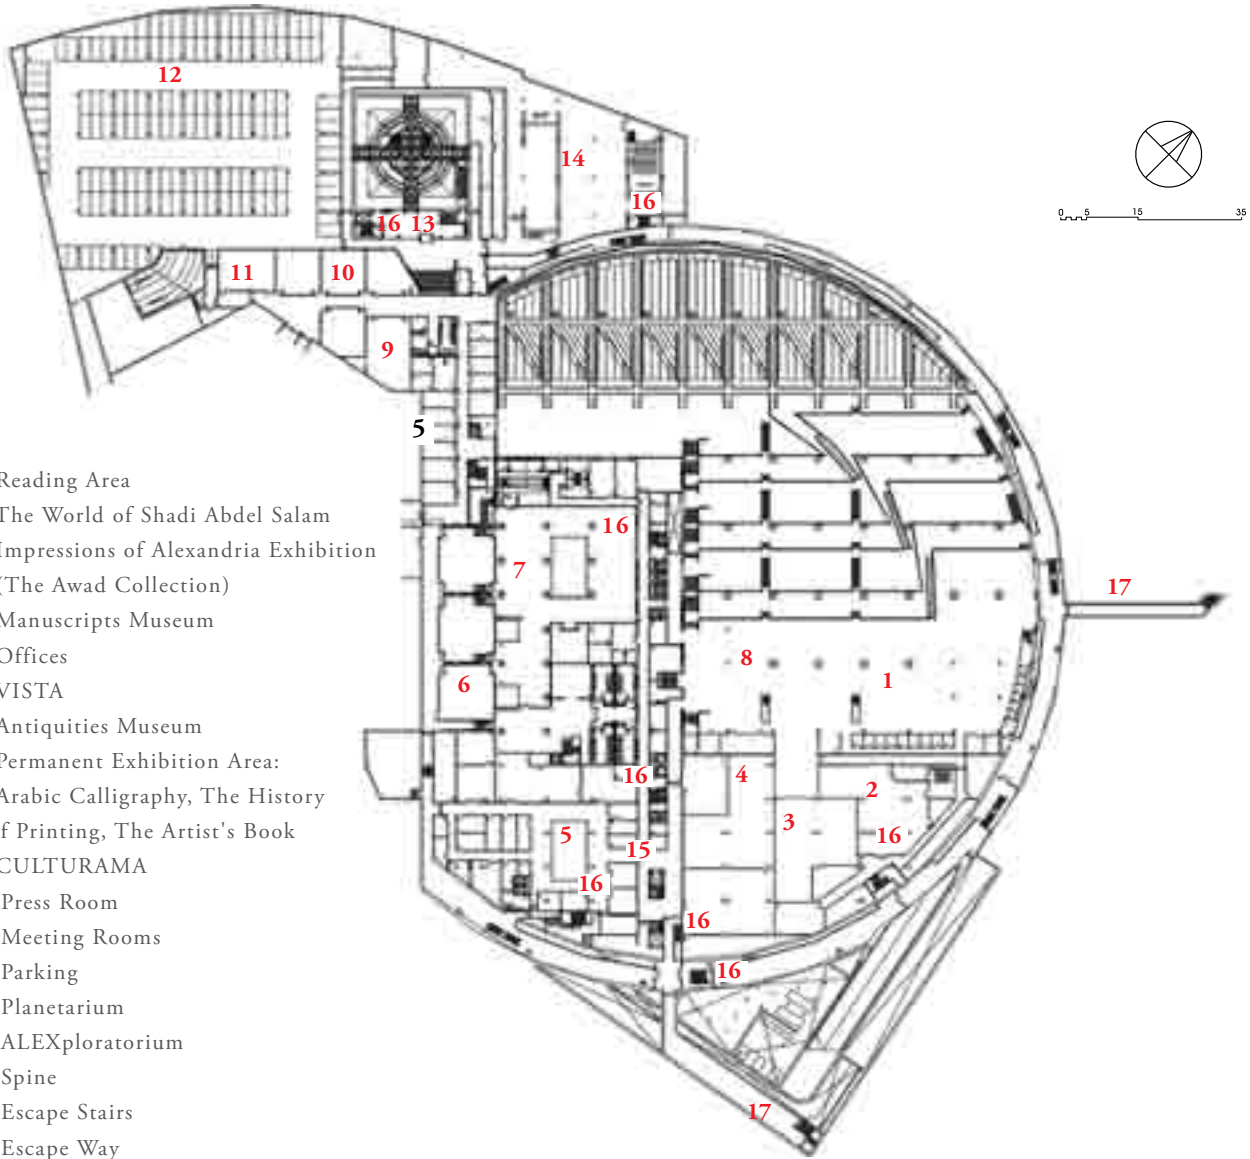 12
14
16
16 13
0 5 15 35
11
10
9
5
16
7
17
8
6
1
16
4
2
3
5
16
15
16
16
16
17
Reading Area
The World of Shadi Abdel Salam
Impressions of Alexandria Exhibition
(The Awad Collection)
Manuscripts Museum
Offices
VISTA
Antiquities Museum
Permanent Exhibition Area:
Arabic Calligraphy, The History
f Printing, The Artist's Book
CULTURAMA
Press Room
Meeting Rooms
Parking
Planetarium
ALEXploratorium
Spine
Escape Stairs
Escape Way